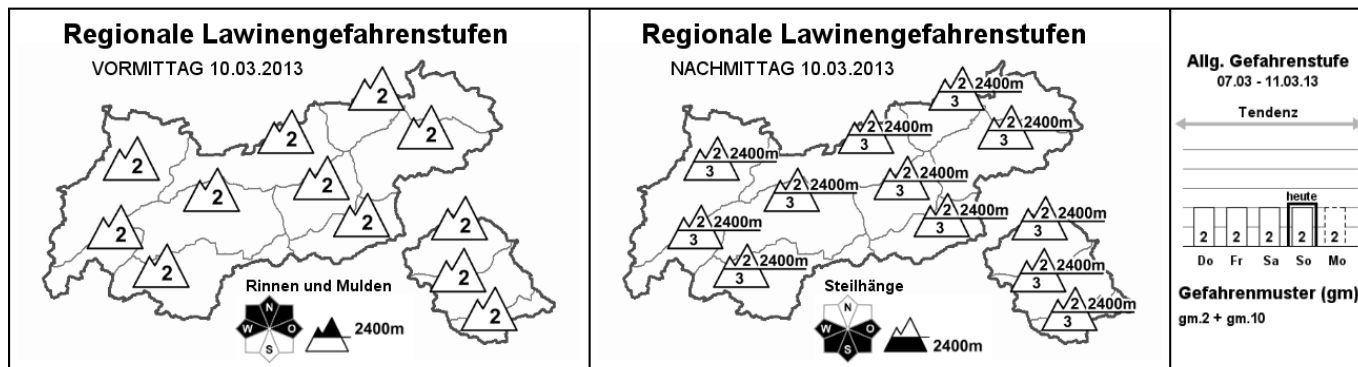 Regionale Lawinengefahrenstufen
VORMITTAG 10.03.2013
2
2
2
2
2
2
2
2
2
2
2
2
Rinnen und Mulden
N
W O
S
2400m
Regionale Lawinengefahrenstufen
NACHMITTAG 10.03.2013
2 2400m
3
2 2400m
3
2 2400m
3
2 2400m
3
2 2400m
3
2 2400m
3
2 2400m
3
2 2400m
3
2 2400m
3
2 2400m
3
2 2400m
3
2 2400m
3
Steilhänge
N
W O
S
2400m
Allg. Gefahrenstufe
07.03 - 11.03.13
Tendenz
heute
2 2 2 2 2
Do Fr Sa So Mo
Gefahrenmuster (gm)
gm.2 + gm.10